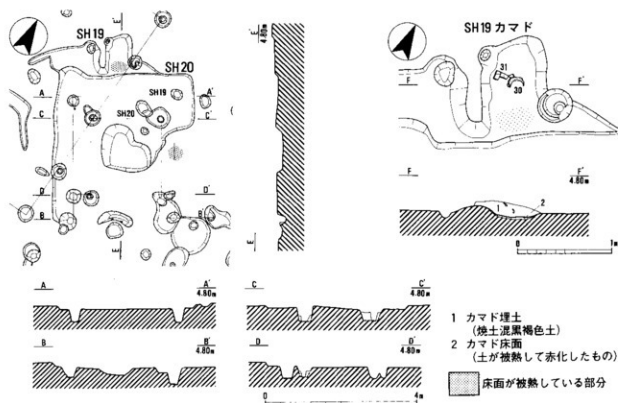 SH19
SH20
E'
A
A'
C
C'
SH19
SH20
D
D'
B
B'
E
E'
4.80m
E
SH19 カマド
F
F'
31
30
F
F'
4.80m
1
2
0
1m
A
A'
4.80m
C
C'
4.80m
B
B'
4.80m
D
D'
4.80m
0
4m
1 カマド埋土
(焼土混黒褐色土)
2 カマド床面
(土が被熱して赤化したもの)
床面が被熱している部分